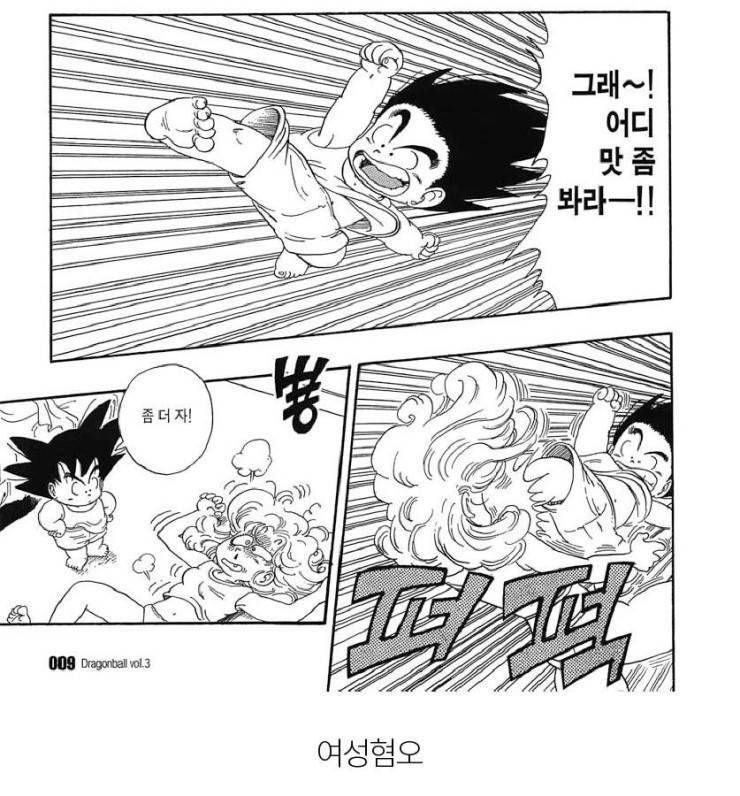 그래~!
어디
맛 좀
봐라—!!
퍼 퍽
뿅
좀 더 자!
009 Dragonball vol.3
여성혐오